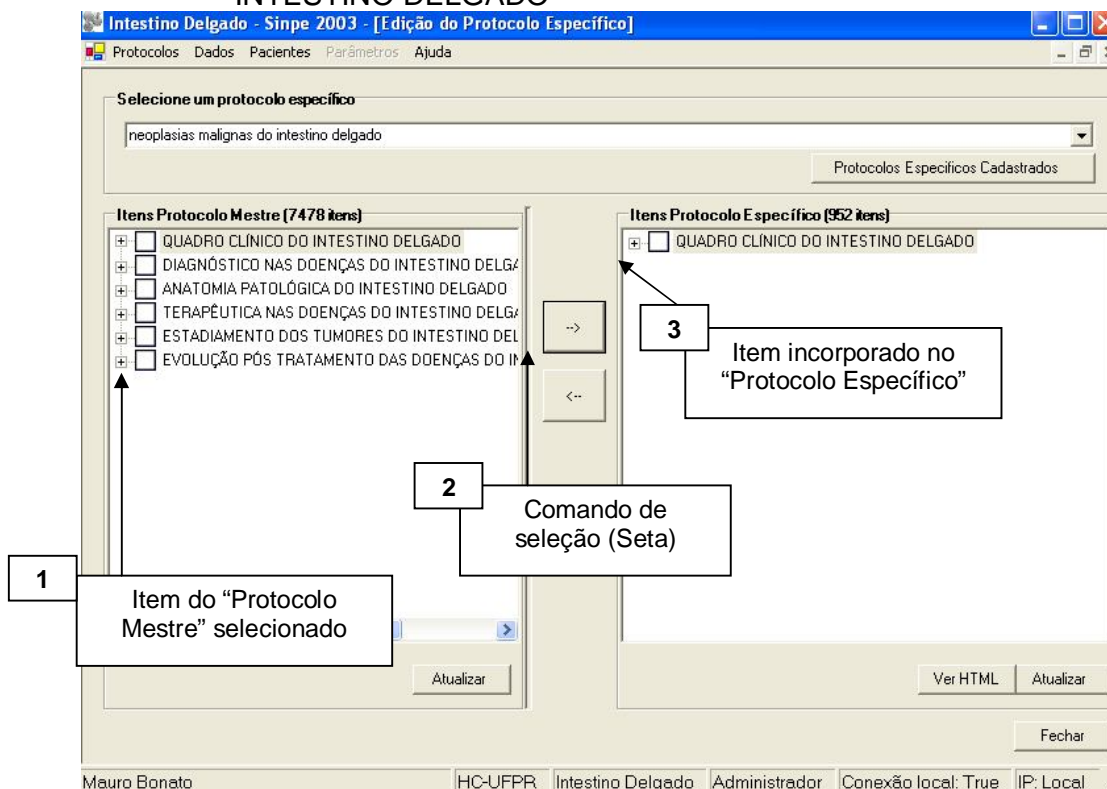 INTESTINO DELGADO
Intestino Delgado - Sinpe 2003 - [Edição do Protocolo Específico]
Protocolos Dados Pacientes Parâmetros Ajuda
Selecione um protocolo específico
neoplasias malignas do intestino delgado
Protocolos Especificos Cadastrados
Itens Protocolo Mestre (7478 itens)
QUADRO CLÍNICO DO INTESTINO DELGADO
DIAGNÓSTICO NAS DOENÇAS DO INTESTINO DELGA
ANATOMIA PATOLÓGICA DO INTESTINO DELGADO
TERAPÊUTICA NAS DOENÇAS DO INTESTINO DELGA
ESTADIAMENTO DOS TUMORES DO INTESTINO DEL
EVOLUÇÃO PÓS TRATAMENTO DAS DOENÇAS DO IN
-->
<--
Itens Protocolo Específico (952 itens)
QUADRO CLÍNICO DO INTESTINO DELGADO
3
Item incorporado no
“Protocolo Específico”
2
Comando de
seleção (Seta)
1
Item do “Protocolo
Mestre” selecionado
Atualizar
Ver HTML Atualizar
Fechar
Mauro Bonato HC-UFPR Intestino Delgado Administrador Conexão local: True IP: Local